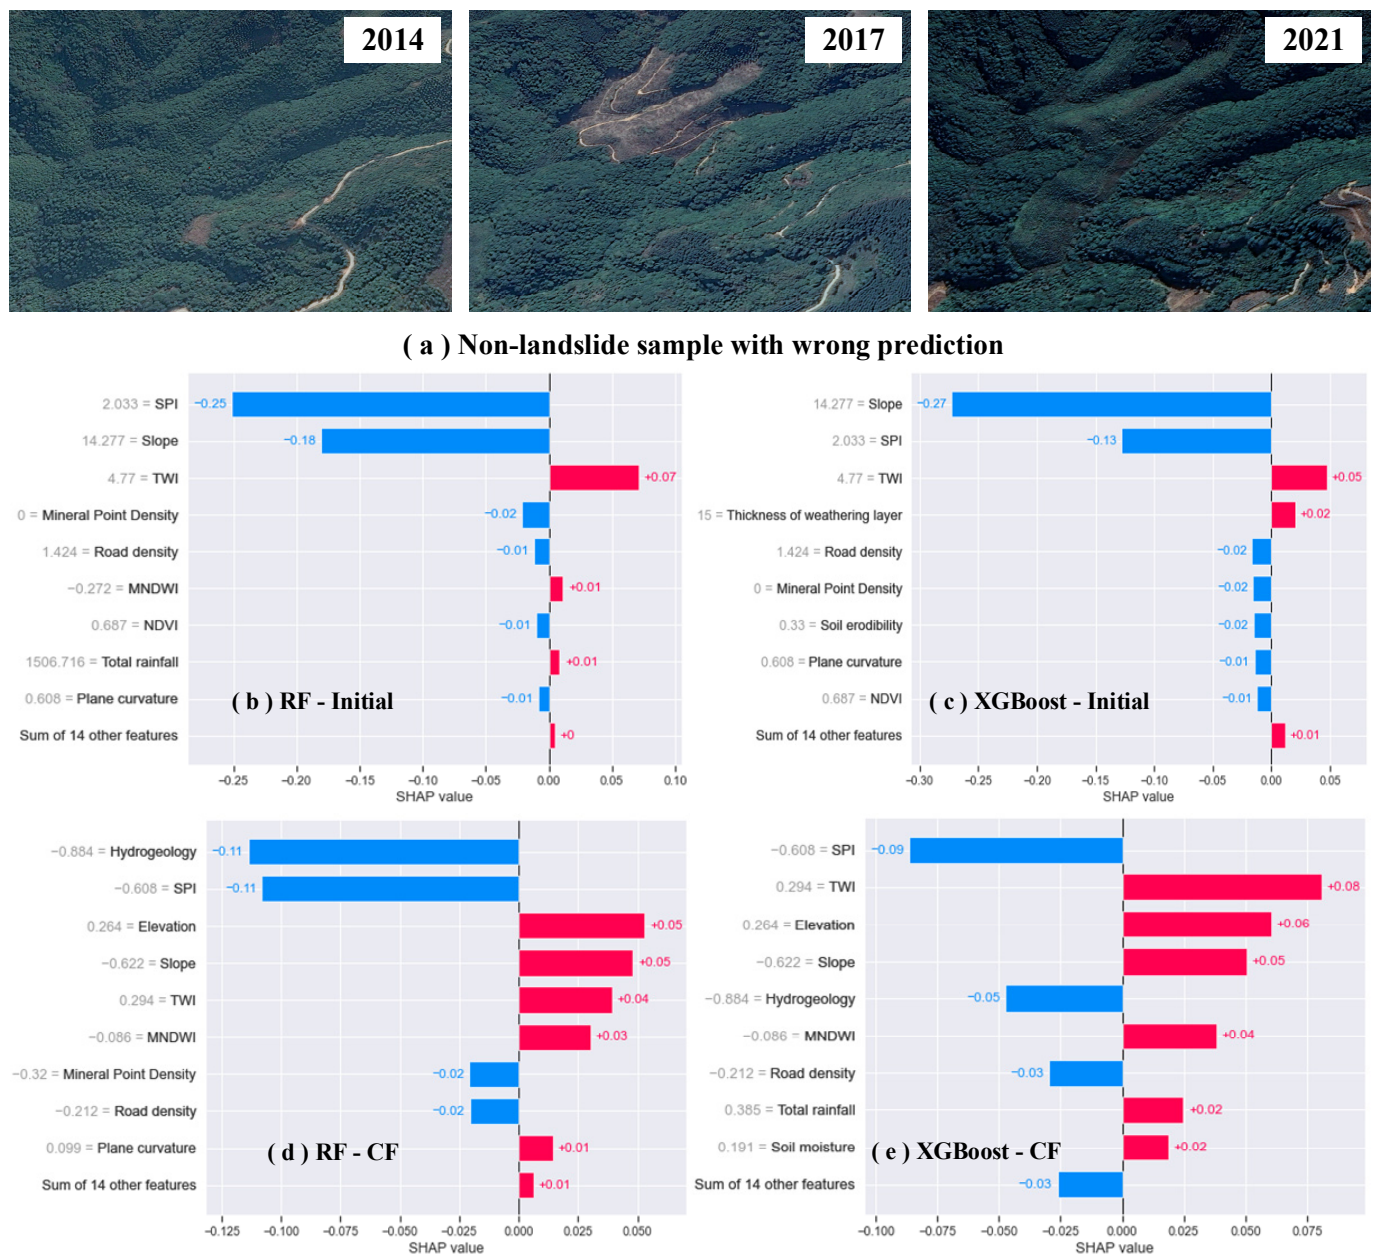 2014
2017
2021
( a ) Non-landslide sample with wrong prediction
2.033 = SPI
−0.25
14.277 = Slope
−0.18
4.77 = TWI
+0.07
0 = Mineral Point Density
−0.02
1.424 = Road density
−0.01
−0.272 = MNDWI
+0.01
0.687 = NDVI
−0.01
1506.716 = Total rainfall
+0.01
0.608 = Plane curvature
−0.01
Sum of 14 other features
+0
( b ) RF - Initial
−0.25 −0.20 −0.15 −0.10 −0.05 0.00 0.05 0.10
SHAP value
14.277 = Slope
−0.27
2.033 = SPI
−0.13
4.77 = TWI
+0.05
15 = Thickness of weathering layer
+0.02
1.424 = Road density
−0.02
0 = Mineral Point Density
−0.02
0.33 = Soil erodibility
−0.02
0.608 = Plane curvature
−0.01
0.687 = NDVI
−0.01
Sum of 14 other features
+0.01
( c ) XGBoost - Initial
−0.30 −0.25 −0.20 −0.15 −0.10 −0.05 0.00 0.05
SHAP value
−0.884 = Hydrogeology
−0.11
−0.608 = SPI
−0.11
0.264 = Elevation
+0.05
−0.622 = Slope
+0.05
0.294 = TWI
+0.04
−0.086 = MNDWI
+0.03
−0.32 = Mineral Point Density
−0.02
−0.212 = Road density
−0.02
0.099 = Plane curvature
+0.01
Sum of 14 other features
+0.01
( d ) RF - CF
−0.125 −0.100 −0.075 −0.050 −0.025 0.000 0.025 0.050
SHAP value
−0.608 = SPI
−0.09
0.294 = TWI
+0.08
0.264 = Elevation
+0.06
−0.622 = Slope
+0.05
−0.884 = Hydrogeology
−0.05
−0.086 = MNDWI
+0.04
−0.212 = Road density
−0.03
0.385 = Total rainfall
+0.02
0.191 = Soil moisture
+0.02
Sum of 14 other features
−0.03
( e ) XGBoost - CF
−0.100 −0.075 −0.050 −0.025 0.000 0.025 0.050 0.075
SHAP value